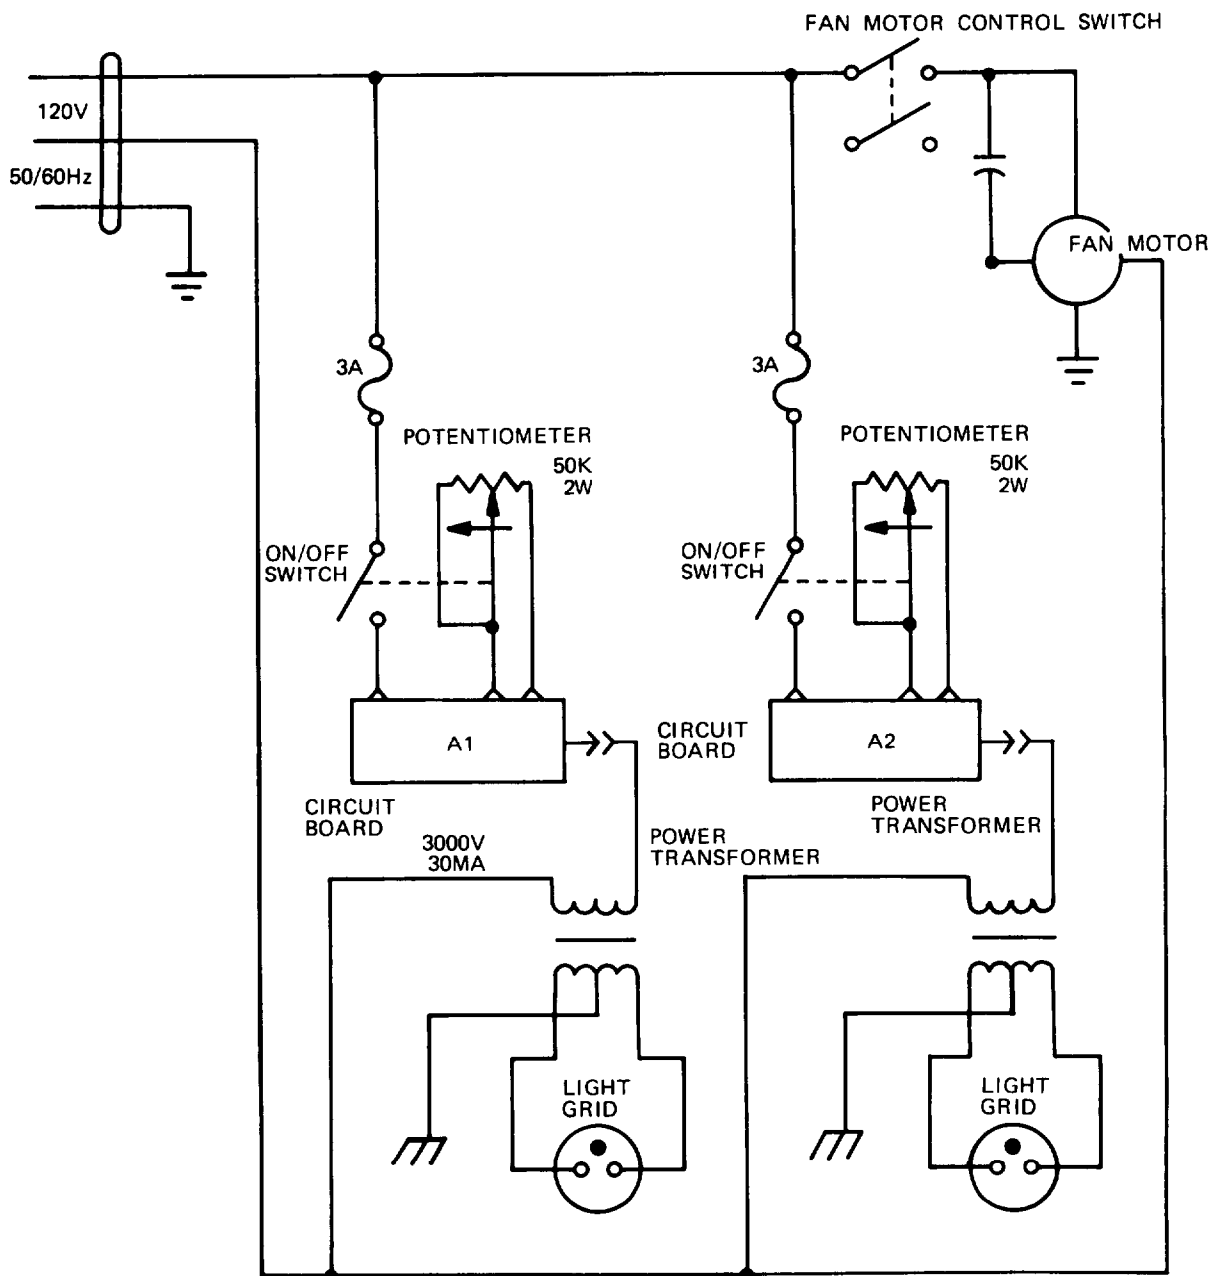 FAN MOTOR CONTROL SWITCH
120V
50/60Hz
FAN MOTOR
3A
3A
POTENTIOMETER
50K
2W
POTENTIOMETER
50K
2W
ON/OFF
SWITCH
ON/OFF
SWITCH
A1
CIRCUIT
BOARD
A2
CIRCUIT
BOARD
POWER
TRANSFORMER
3000V
30MA
POWER
TRANSFORMER
LIGHT
GRID
LIGHT
GRID